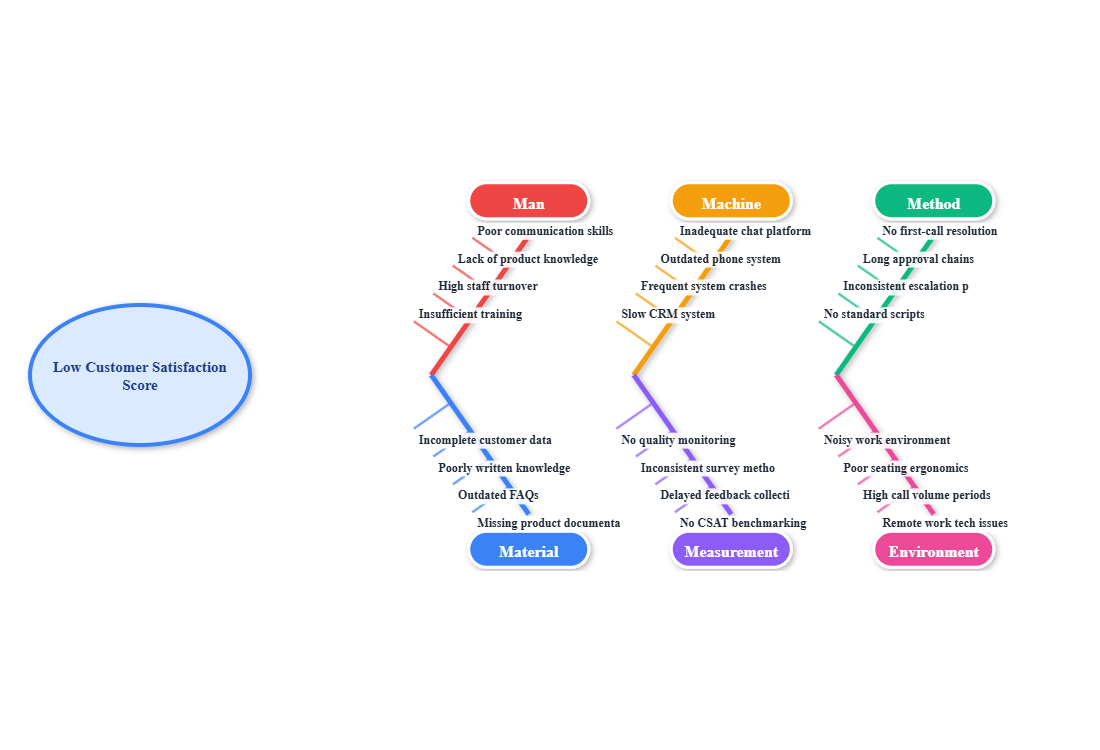 Low Customer Satisfaction
Score
Man
Poor communication skills
Lack of product knowledge
High staff turnover
Insufficient training
Machine
Inadequate chat platform
Outdated phone system
Frequent system crashes
Slow CRM system
Method
No first-call resolution
Long approval chains
Inconsistent escalation p
No standard scripts
Incomplete customer data
Poorly written knowledge
Outdated FAQs
Missing product documenta
Material
No quality monitoring
Inconsistent survey metho
Delayed feedback collecti
No CSAT benchmarking
Measurement
Noisy work environment
Poor seating ergonomics
High call volume periods
Remote work tech issues
Environment